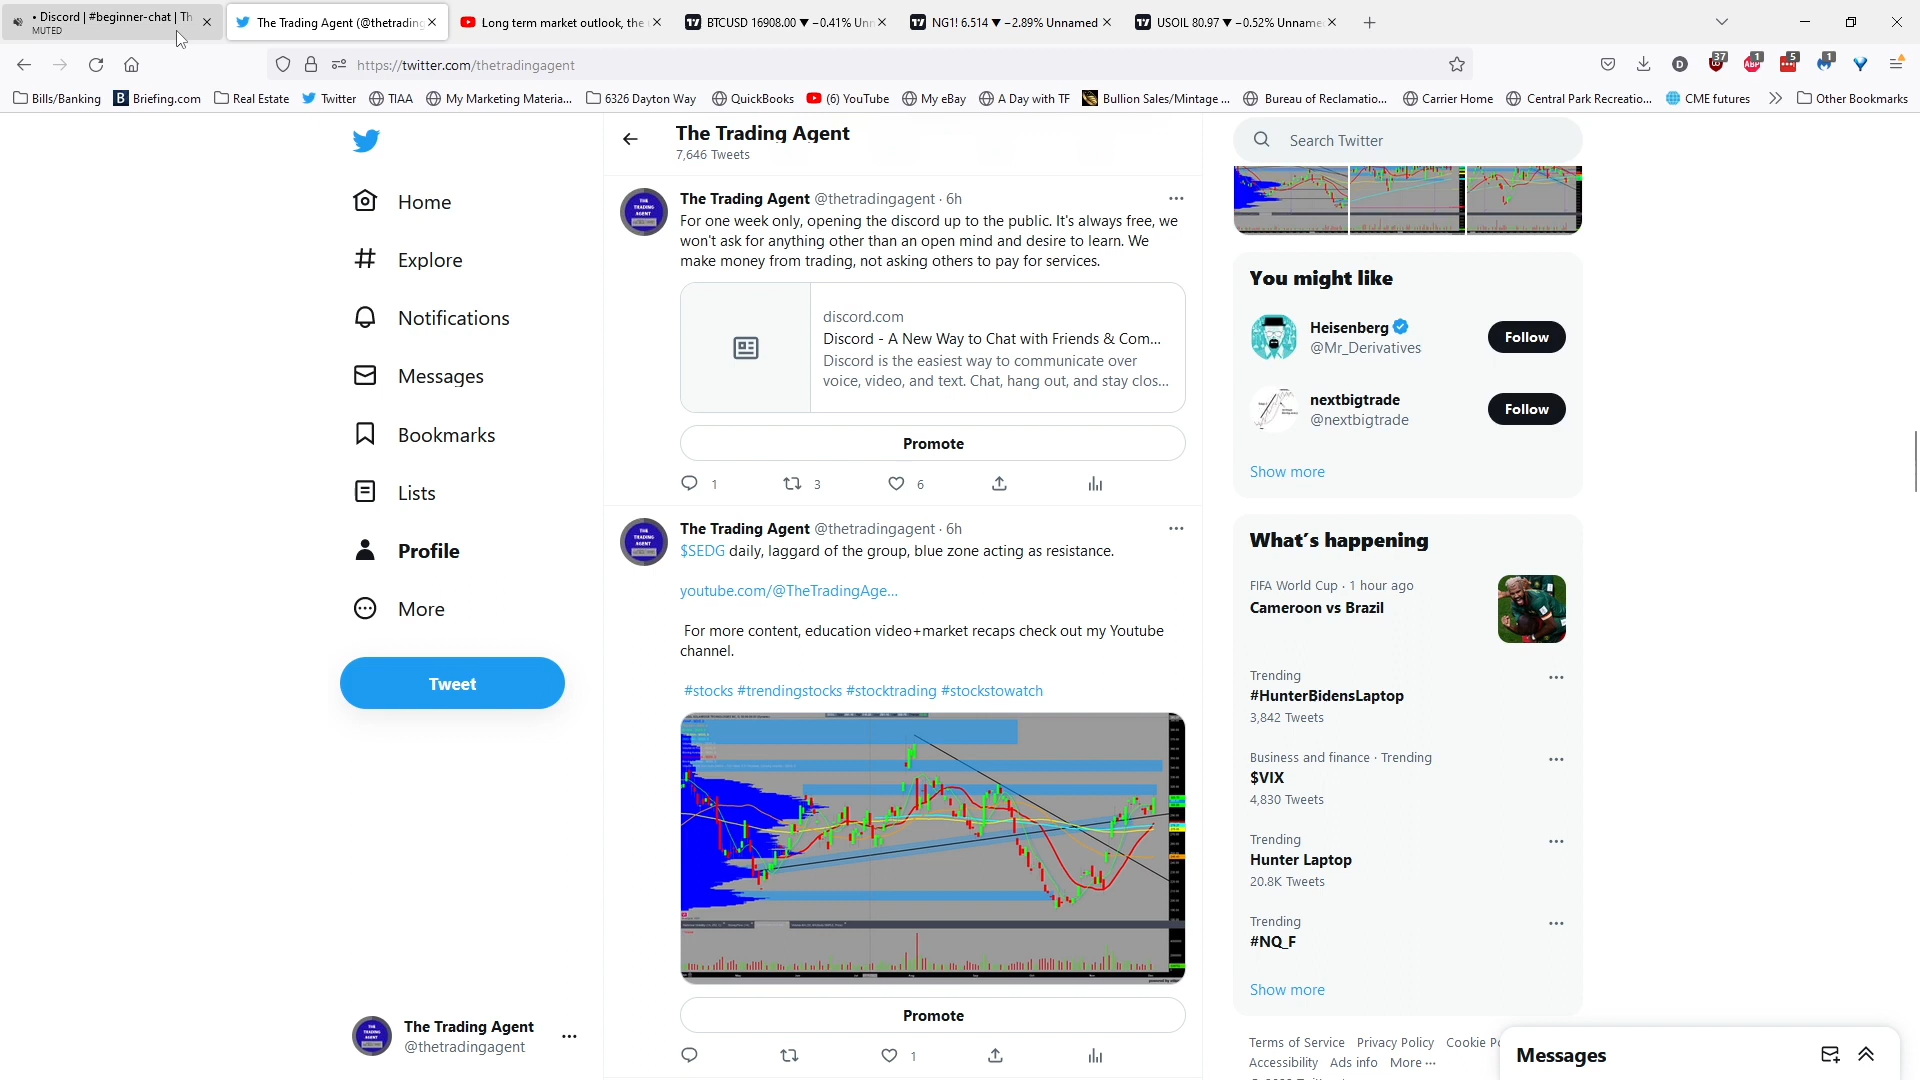 • Discord | #beginner-chat | Th
MUTED
The Trading Agent (@thetrading
Long term market outlook, the
BTCUSD 16908.00 ▼ −0.41% Un
NG1! 6.514 ▼ −2.89% Unnamed
USOIL 80.97 ▼ −0.52% Unname
https://twitter.com/thetradingagent
37
1
5
1
ABP
D
Bills/Banking
Briefing.com
Real Estate
Twitter
TIAA
My Marketing Materia...
6326 Dayton Way
QuickBooks
(6) YouTube
My eBay
A Day with TF
Bullion Sales/Mintage ...
Bureau of Reclamatio...
Carrier Home
Central Park Recreatio...
CME futures
Other Bookmarks
Home
Explore
Notifications
Messages
Bookmarks
Lists
Profile
More
Tweet
The Trading Agent
@thetradingagent
The Trading Agent
7,646 Tweets
The Trading Agent @thetradingagent · 6h
For one week only, opening the discord up to the public. It's always free, we
won't ask for anything other than an open mind and desire to learn. We
make money from trading, not asking others to pay for services.
discord.com
Discord - A New Way to Chat with Friends & Com...
Discord is the easiest way to communicate over
voice, video, and text. Chat, hang out, and stay clos...
Promote
1
3
6
The Trading Agent @thetradingagent · 6h
$SEDG daily, laggard of the group, blue zone acting as resistance.
youtube.com/@TheTradingAge...
For more content, education video+market recaps check out my Youtube
channel.
#stocks #trendingstocks #stocktrading #stockstowatch
Promote
1
Search Twitter
You might like
Heisenberg
@Mr_Derivatives
Follow
nextbigtrade
@nextbigtrade
Follow
Show more
What's happening
FIFA World Cup · 1 hour ago
Cameroon vs Brazil
Trending
#HunterBidensLaptop
3,842 Tweets
Business and finance · Trending
$VIX
4,830 Tweets
Trending
Hunter Laptop
20.8K Tweets
Trending
#NQ_F
Show more
Terms of Service Privacy Policy Cookie Po
Accessibility Ads info More ···
Messages